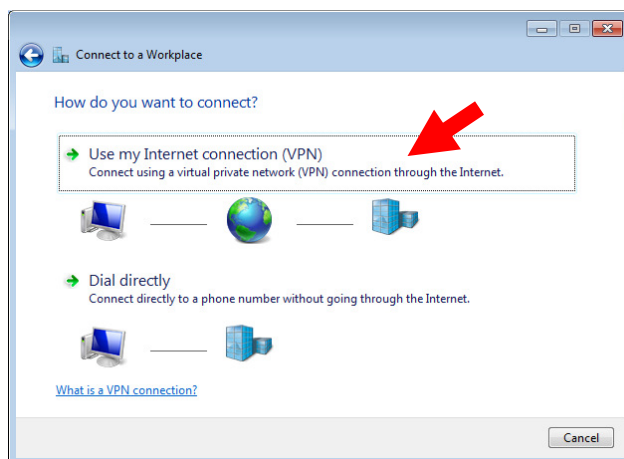 Connect to a Workplace
How do you want to connect?
Use my Internet connection (VPN)
Connect using a virtual private network (VPN) connection through the Internet.
Dial directly
Connect directly to a phone number without going through the Internet.
What is a VPN connection?
Cancel